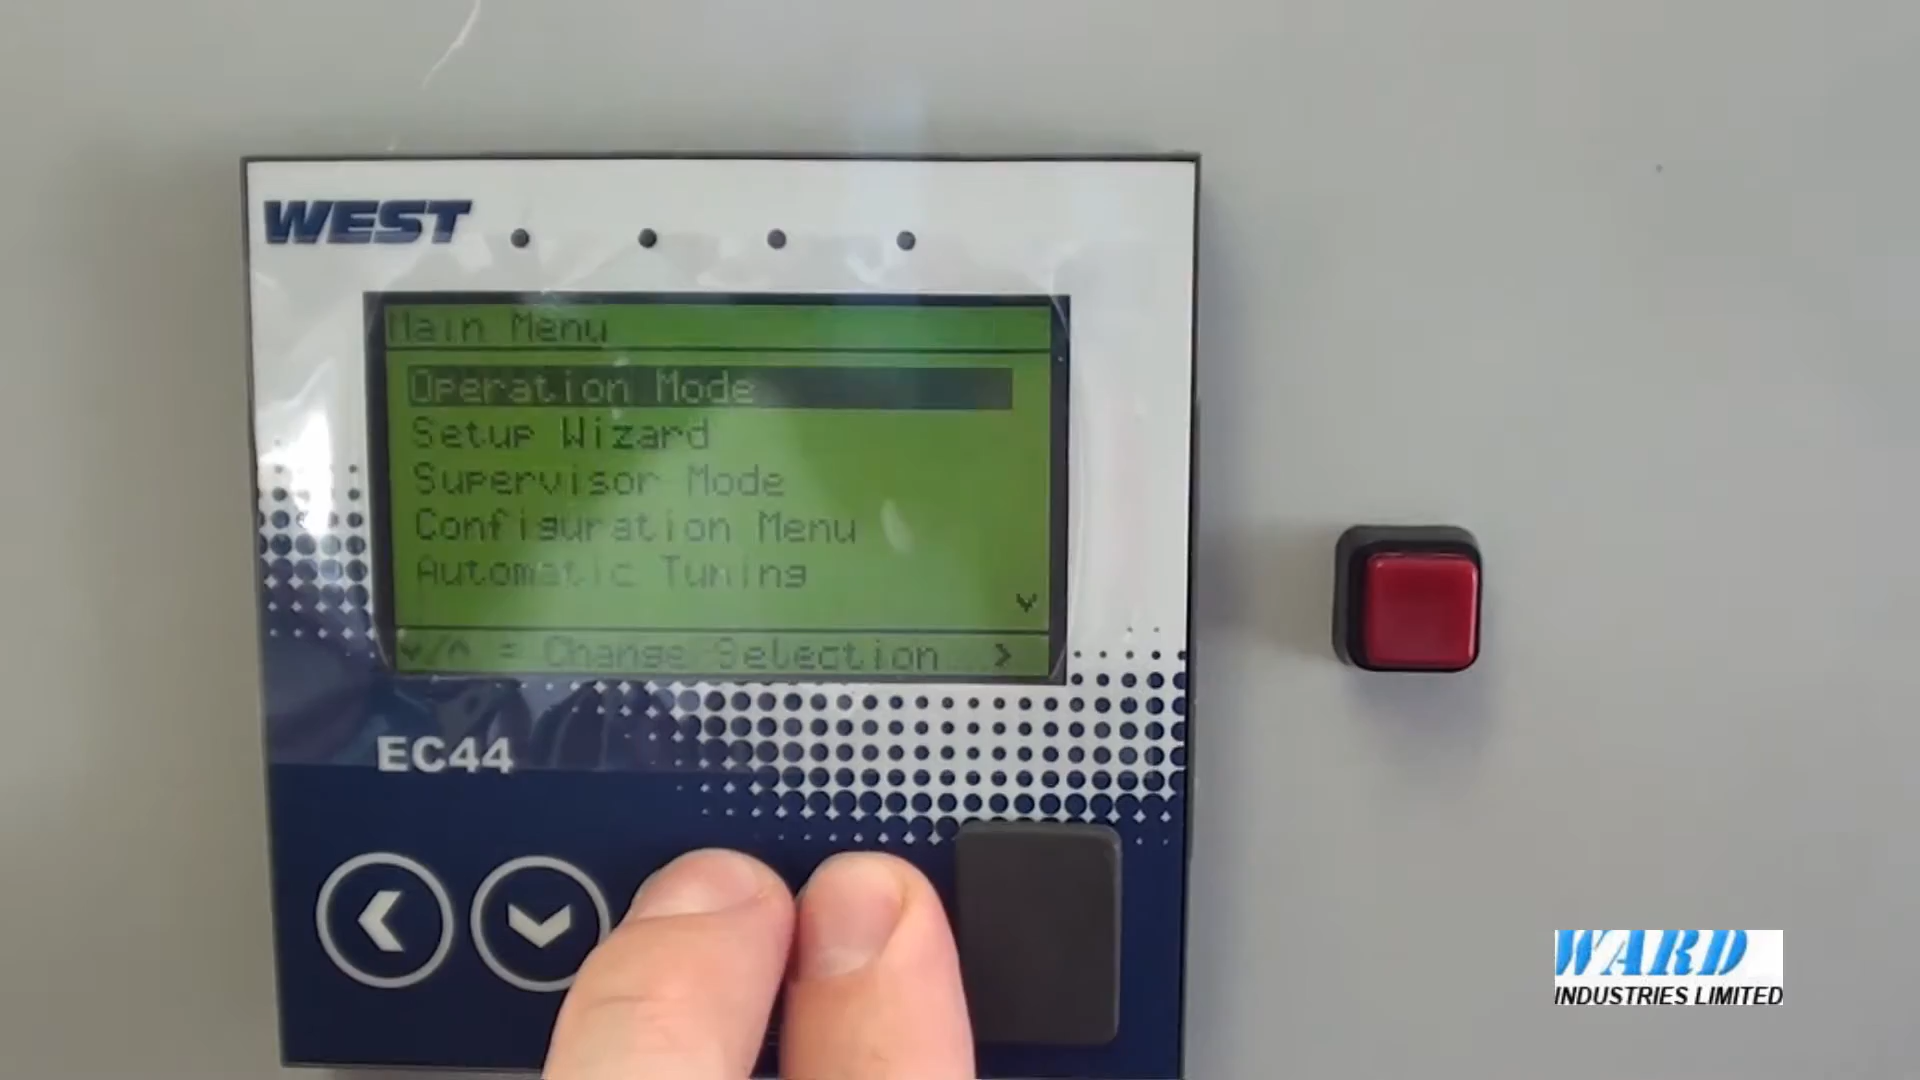 WEST
Main Menu
Operation Mode
Setup Wizard
Supervisor Mode
Configuration Menu
Automatic Tuning
v/^ = Change Selection >
EC44
WARD
INDUSTRIES LIMITED